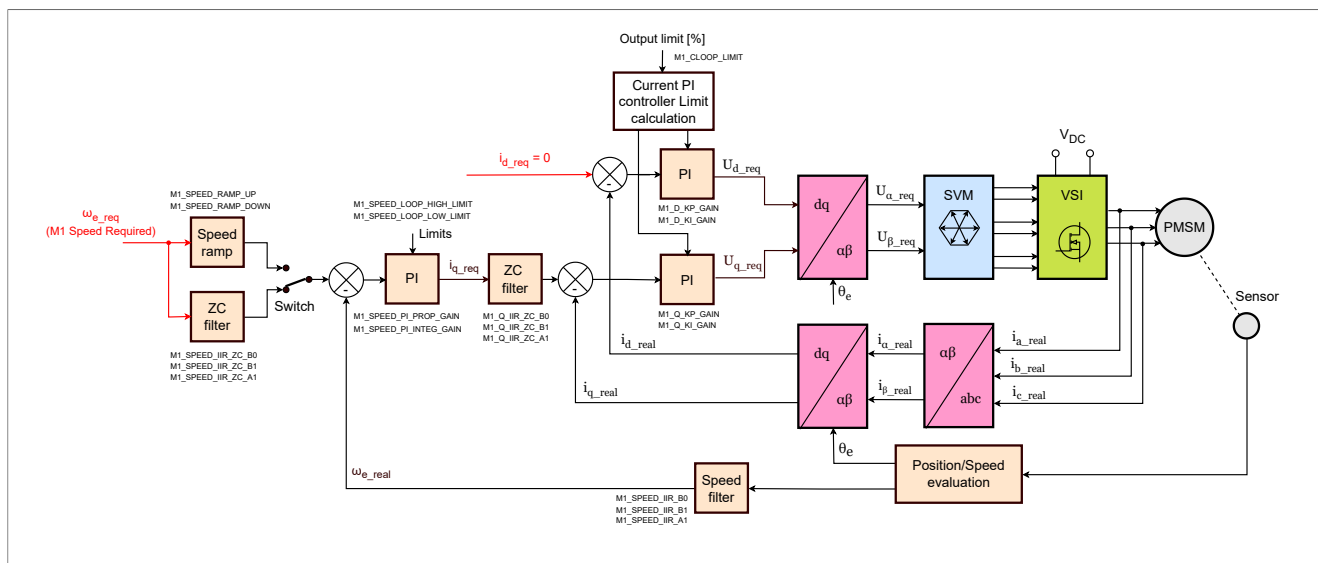 Output limit [%]
M1_CLOOP_LIMIT
Current PI
controller Limit
calculation
i_d_req = 0
PI
U_d_req
M1_D_KP_GAIN
M1_D_KI_GAIN
V_DC
M1_SPEED_RAMP_UP
M1_SPEED_RAMP_DOWN
ω_e_req
(M1 Speed Required)
Speed
ramp
ZC
filter
M1_SPEED_IIR_ZC_B0
M1_SPEED_IIR_ZC_B1
M1_SPEED_IIR_ZC_A1
Switch
-
M1_SPEED_LOOP_HIGH_LIMIT
M1_SPEED_LOOP_LOW_LIMIT
Limits
PI
M1_SPEED_PI_PROP_GAIN
M1_SPEED_PI_INTEG_GAIN
i_q_req
ZC
filter
M1_Q_IIR_ZC_B0
M1_Q_IIR_ZC_B1
M1_Q_IIR_ZC_A1
-
-
PI
U_q_req
M1_Q_KP_GAIN
M1_Q_KI_GAIN
dq
αβ
θ_e
U_α_req
U_β_req
SVM
VSI
PMSM
Sensor
i_d_real
i_q_real
dq
αβ
i_α_real
i_β_real
αβ
abc
i_a_real
i_b_real
i_c_real
θ_e
Position/Speed
evaluation
ω_e_real
Speed
filter
M1_SPEED_IIR_B0
M1_SPEED_IIR_B1
M1_SPEED_IIR_A1